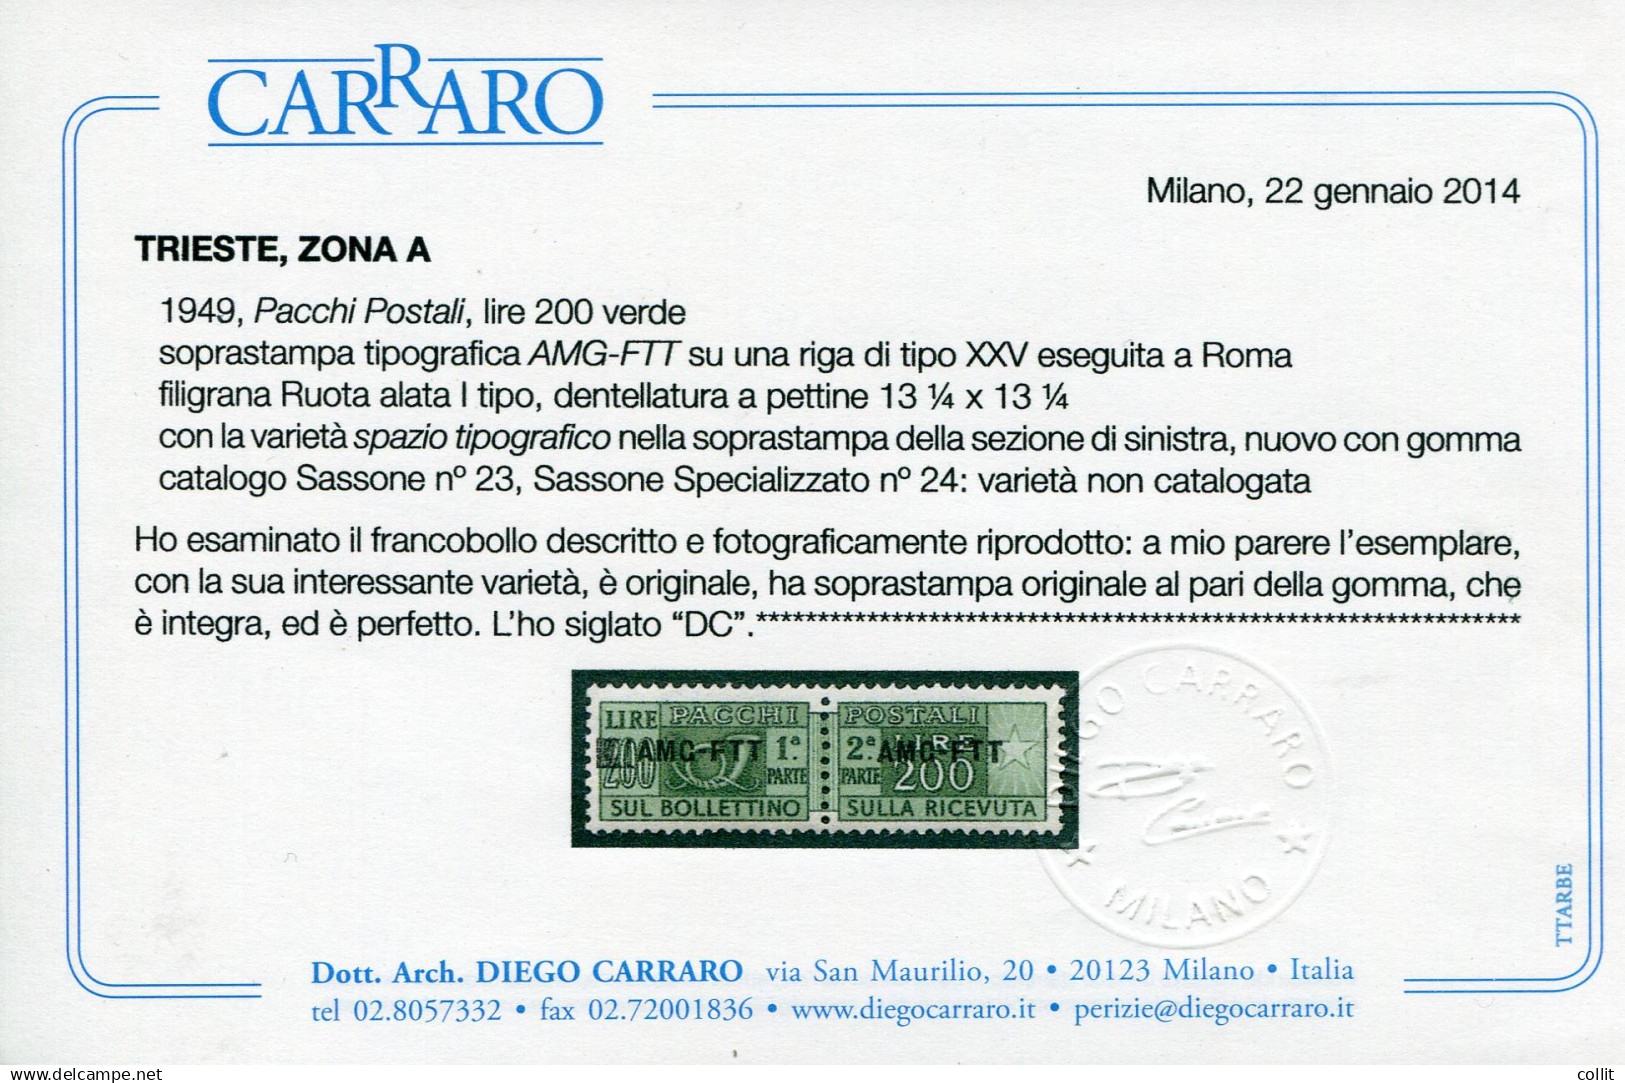 CARRARO
Milano, 22 gennaio 2014
TRIESTE, ZONA A
1949, Pacchi Postali, lire 200 verde
soprastampa tipografica AMG-FTT su una riga di tipo XXV eseguita a Roma
filigrana Ruota alata I tipo, dentellatura a pettine 13 ¼ x 13 ¼
con la varietà spazio tipografico nella soprastampa della sezione di sinistra, nuovo con gomma
catalogo Sassone nº 23, Sassone Specializzato nº 24: varietà non catalogata
Ho esaminato il francobollo descritto e fotograficamente riprodotto: a mio parere l'esemplare,
con la sua interessante varietà, è originale, ha soprastampa originale al pari della gomma, che
è integra, ed è perfetto. L'ho siglato “DC”.***************************************************************
LIRE PACCHI POSTALI
200 AMG-FTT 1ª PARTE 2ª PARTE LIRE AMG-FTT 200
SUL BOLLETTINO SULLA RICEVUTA
DIEGO CARRARO
★ MILANO ★
TTARBE
Dott. Arch. DIEGO CARRARO via San Maurilio, 20 • 20123 Milano • Italia
tel 02.8057332 • fax 02.72001836 • www.diegocarraro.it • perizie@diegocarraro.it
www.delcampe.net
collit